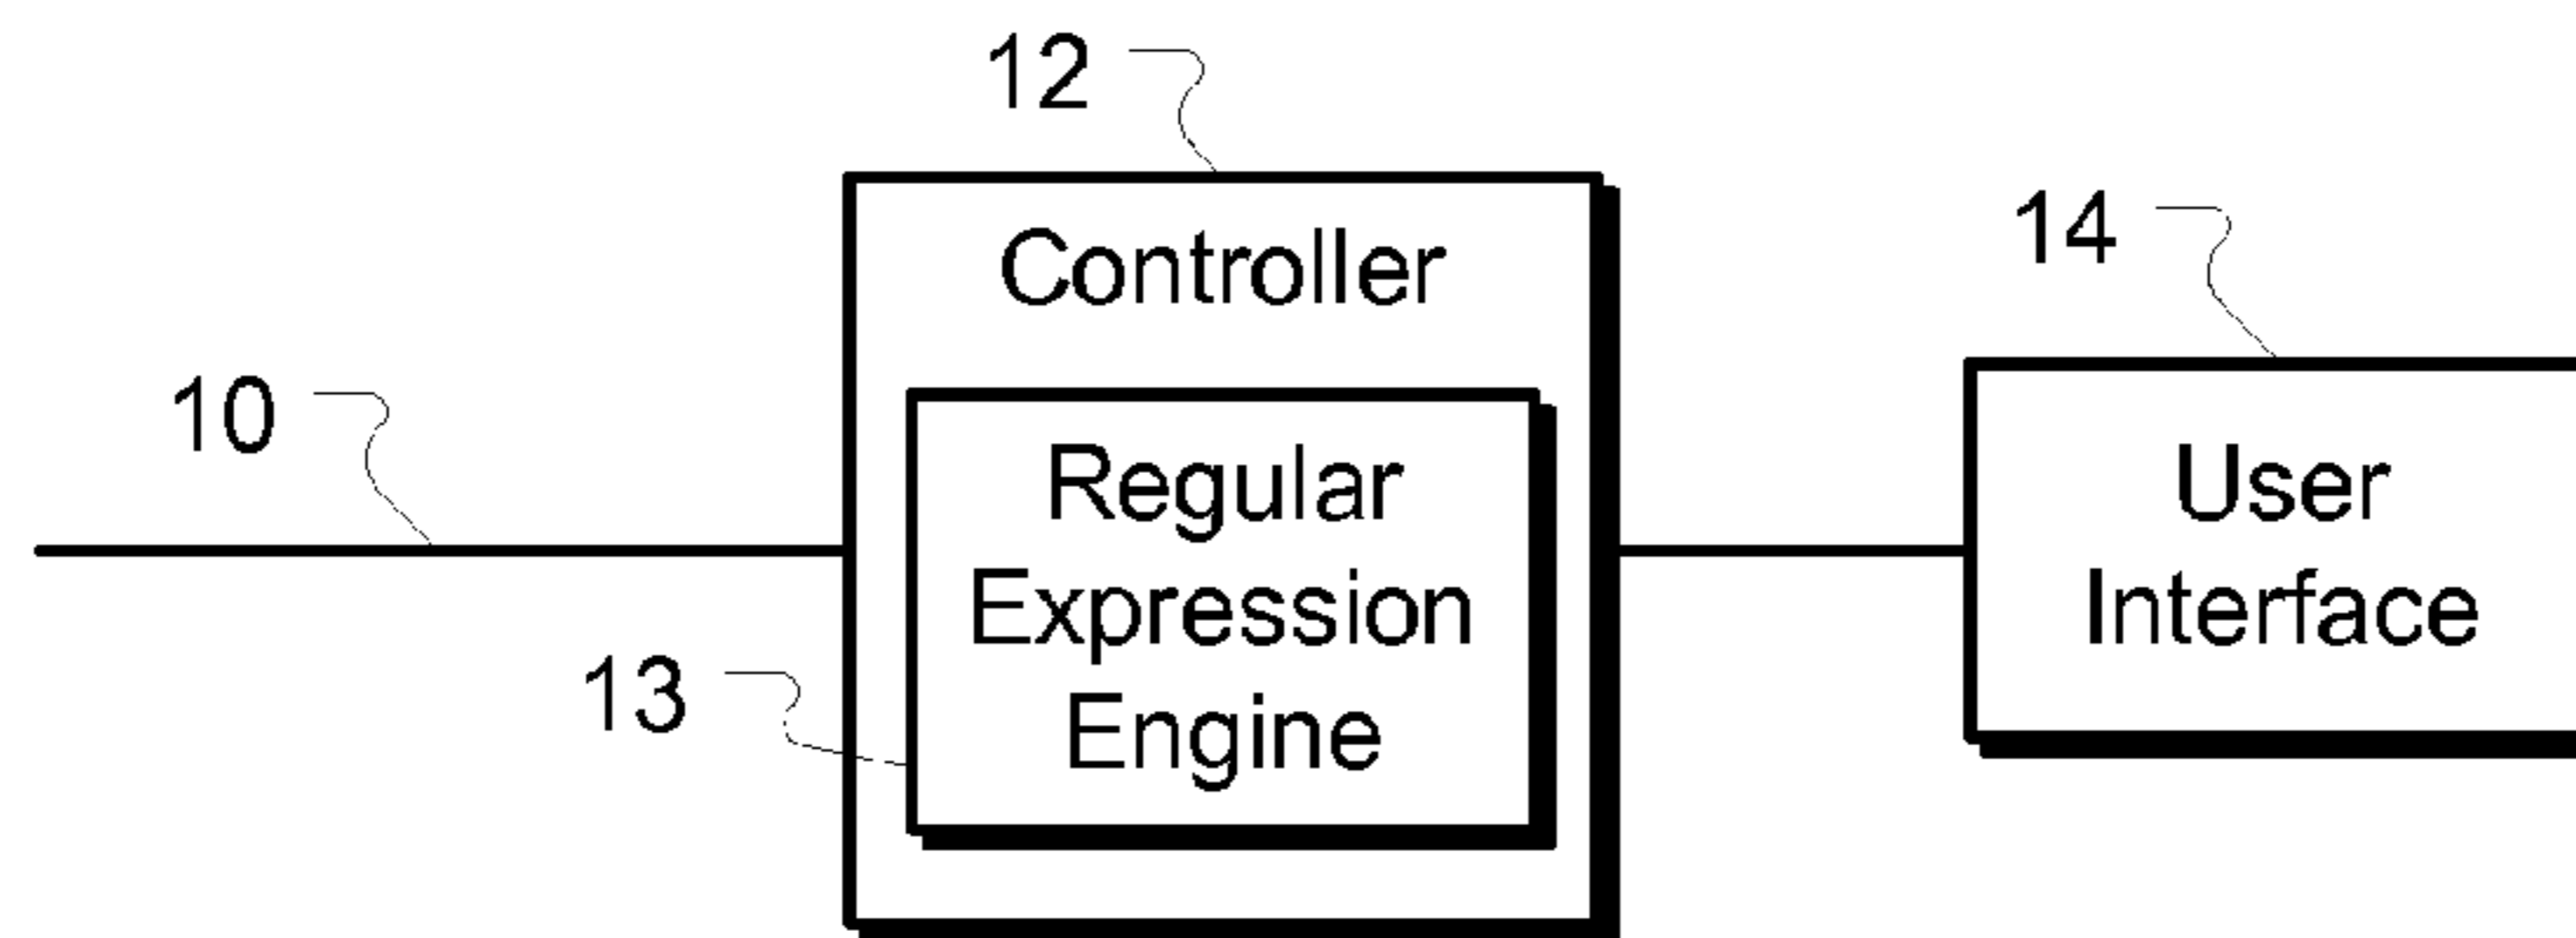 12
Controller
14
10
Regular
Expression
Engine
User
Interface
13